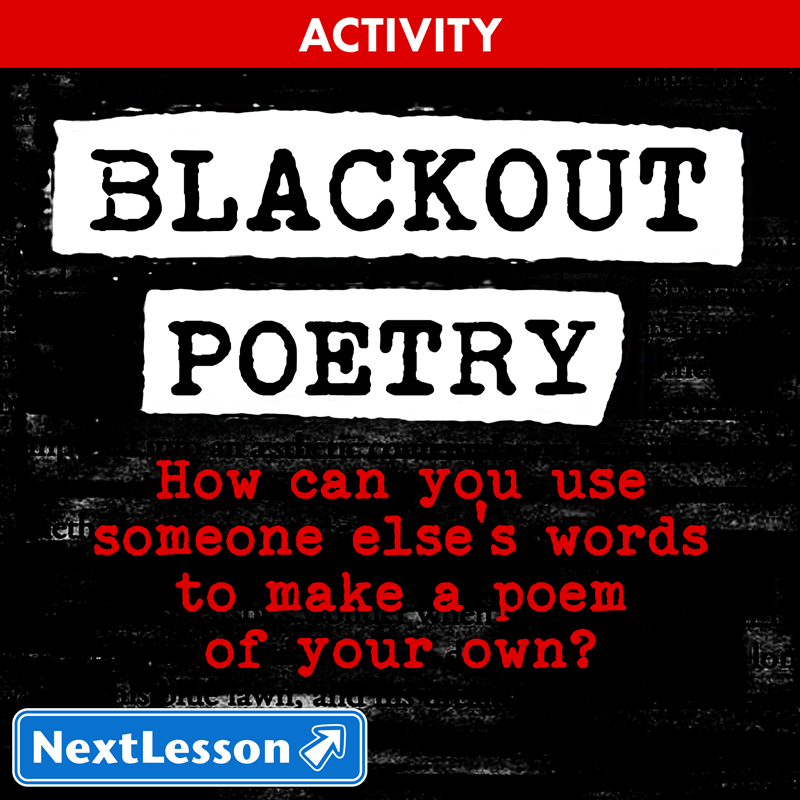 ACTIVITY
BLACKOUT
POETRY
How can you use
someone else's words
to make a poem
of your own?
NextLesson